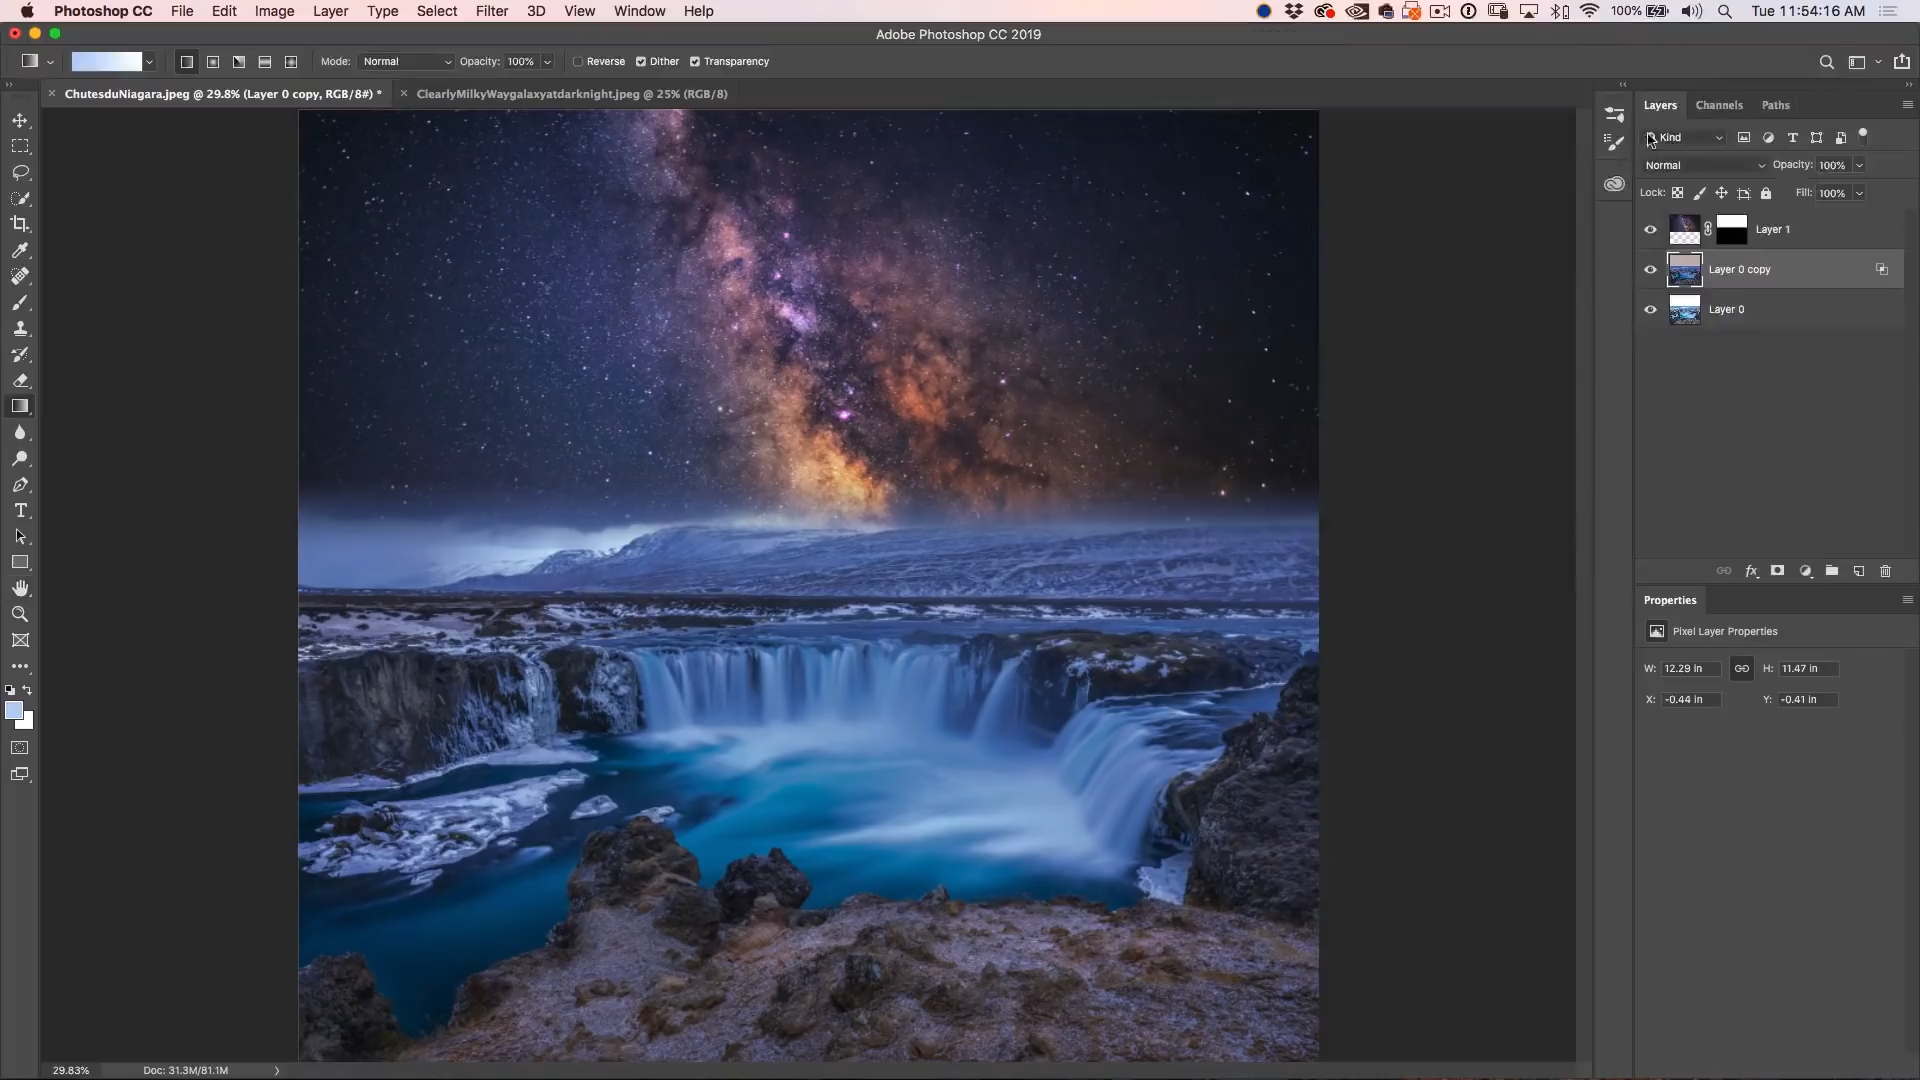 Photoshop CC File Edit Image Layer Type Select Filter 3D View Window Help 100% Tue 11:54:16 AM
Adobe Photoshop CC 2019
Mode: Normal Opacity: 100% Reverse Dither Transparency
ChutesduNiagara.jpeg @ 29.8% (Layer 0 copy, RGB/8#) * ClearlyMilkyWaygalaxyatdarknight.jpeg @ 25% (RGB/8)
Layers Channels Paths
Kind
Normal Opacity: 100%
Lock: Fill: 100%
Layer 1
Layer 0 copy
Layer 0
fx
Properties
Pixel Layer Properties
W: 12.29 in H: 11.47 in
X: -0.44 in Y: -0.41 in
29.83% Doc: 31.3M/81.1M